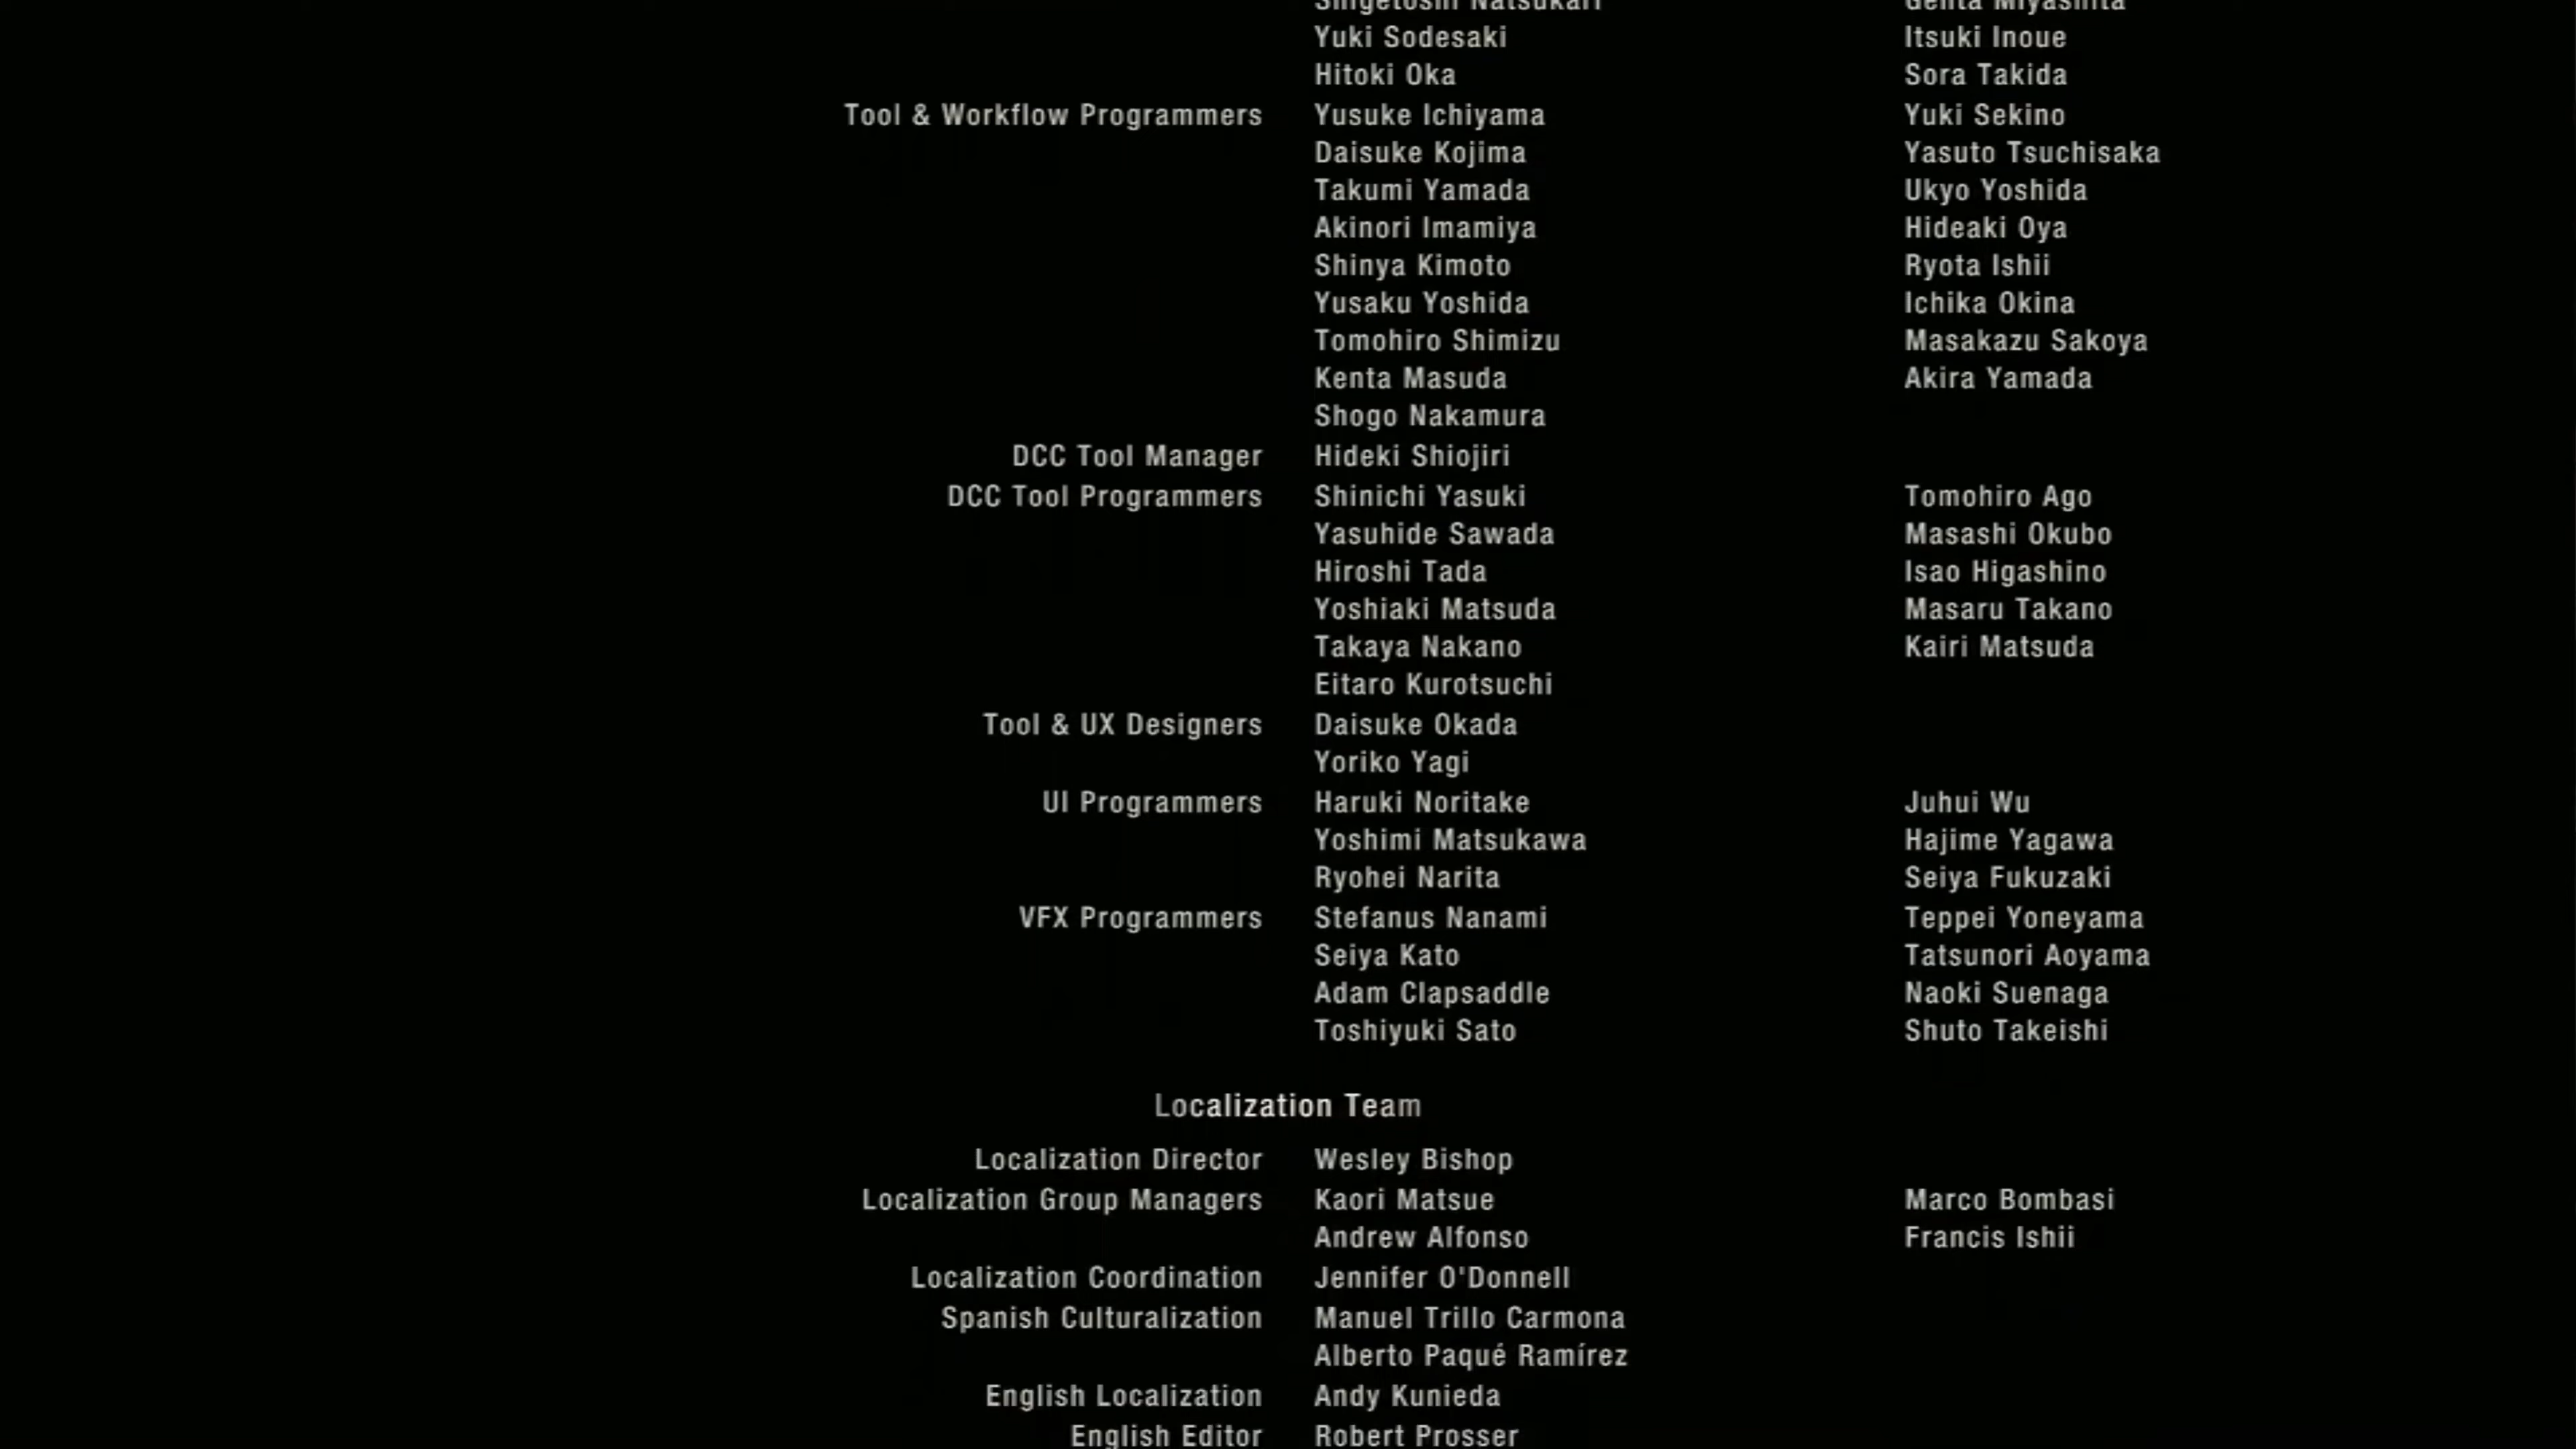 Shigetoshi Natsukari Genta Miyashita
Yuki Sodesaki Itsuki Inoue
Hitoki Oka Sora Takida
Tool & Workflow Programmers Yusuke Ichiyama Yuki Sekino
Daisuke Kojima Yasuto Tsuchisaka
Takumi Yamada Ukyo Yoshida
Akinori Imamiya Hideaki Oya
Shinya Kimoto Ryota Ishii
Yusaku Yoshida Ichika Okina
Tomohiro Shimizu Masakazu Sakoya
Kenta Masuda Akira Yamada
Shogo Nakamura
DCC Tool Manager Hideki Shiojiri
DCC Tool Programmers Shinichi Yasuki Tomohiro Ago
Yasuhide Sawada Masashi Okubo
Hiroshi Tada Isao Higashino
Yoshiaki Matsuda Masaru Takano
Takaya Nakano Kairi Matsuda
Eitaro Kurotsuchi
Tool & UX Designers Daisuke Okada
Yoriko Yagi
UI Programmers Haruki Noritake Juhui Wu
Yoshimi Matsukawa Hajime Yagawa
Ryohei Narita Seiya Fukuzaki
VFX Programmers Stefanus Nanami Teppei Yoneyama
Seiya Kato Tatsunori Aoyama
Adam Clapsaddle Naoki Suenaga
Toshiyuki Sato Shuto Takeishi
Localization Team
Localization Director Wesley Bishop
Localization Group Managers Kaori Matsue Marco Bombasi
Andrew Alfonso Francis Ishii
Localization Coordination Jennifer O'Donnell
Spanish Culturalization Manuel Trillo Carmona
Alberto Paqué Ramírez
English Localization Andy Kunieda
English Editor Robert Prosser